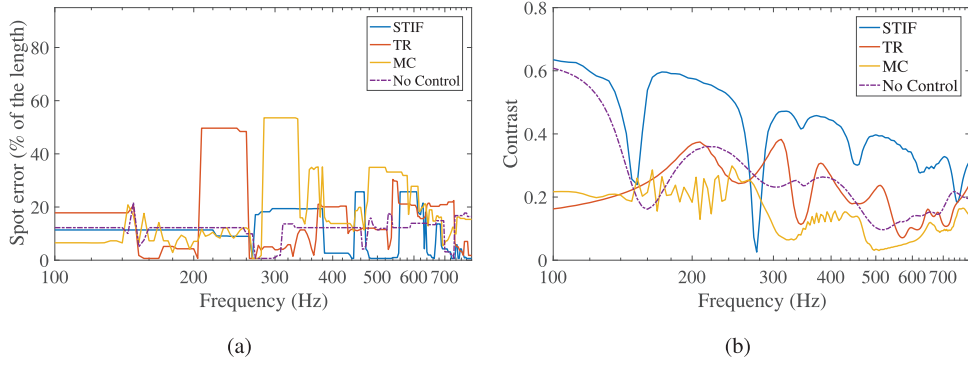 Spot error (% of the length)
80
60
40
20
0
100
200
300
400
500
600
700
Frequency (Hz)
STIF
TR
MC
No Control
(a)
Contrast
0.8
0.6
0.4
0.2
0
100
200
300
400
500
600
700
Frequency (Hz)
STIF
TR
MC
No Control
(b)